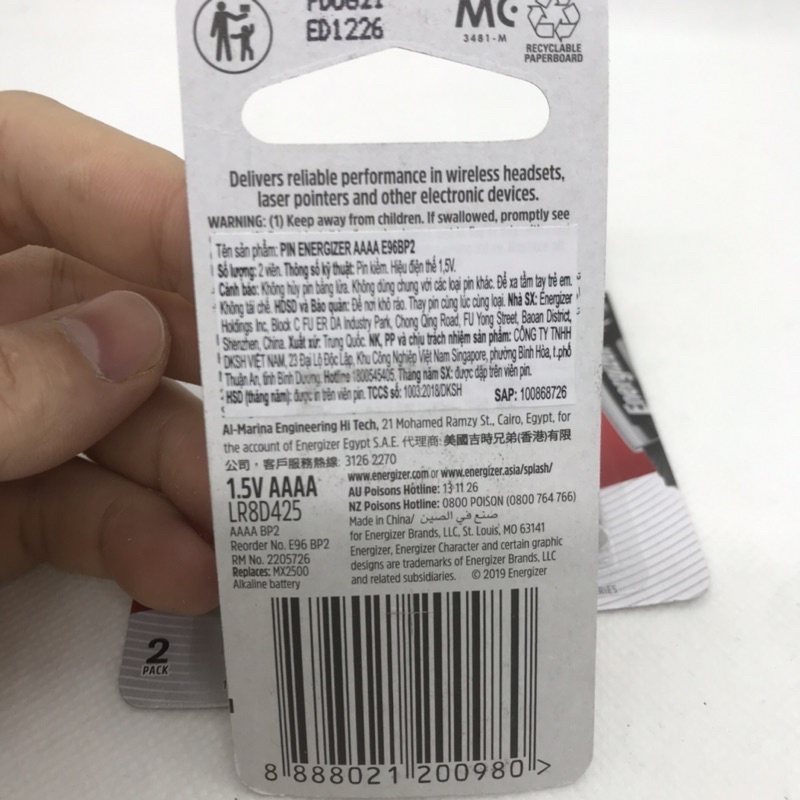 ED1226
MC
3481-M
RECYCLABLE
PAPERBOARD
Delivers reliable performance in wireless headsets,
laser pointers and other electronic devices.
WARNING: (1) Keep away from children. If swallowed, promptly see
Tên sản phẩm: PIN ENERGIZER AAAA E96BP2
Số lượng: 2 viên. Thông số kỹ thuật: Pin kiềm. Hiệu điện thế 1,5V.
Cảnh báo: Không hủy pin bằng lửa. Không dùng chung với các loại pin khác. Để xa tầm tay trẻ em.
Không tái chế. HDSD và Bảo quản: Để nơi khô ráo. Thay pin cùng lúc cùng loại. Nhà SX: Energizer
Holdings Inc, Block C FU ER DA Industry Park, Chong Qing Road, FU Yong Street, Baoan District,
Shenzhen, China. Xuất xứ: Trung Quốc. NK, PP và chịu trách nhiệm sản phẩm: CÔNG TY TNHH
DKSH VIỆT NAM, 23 Đại Lộ Độc Lập, Khu Công Nghiệp Việt Nam Singapore, phường Bình Hòa, t.phố
Thuận An, tỉnh Bình Dương. Hotline 1800545405. Tháng năm SX: được dập trên viên pin.
HSD (tháng năm): được in trên viên pin. TCCS số: 1003:2018/DKSH SAP: 100868726
Al-Marina Engineering Hi Tech, 21 Mohamed Ramzy St., Cairo, Egypt, for
the account of Energizer Egypt S.A.E. 代理商: 美國吉時兄弟(香港)有限
公司，客戶服務熱線: 3126 2270
1.5V AAAA
LR8D425
AAAA BP2
Reorder No. E96 BP2
RM No. 2205726
Replaces: MX2500
Alkaline battery
www.energizer.com or www.energizer.asia/splash/
AU Poisons Hotline: 13 11 26
NZ Poisons Hotline: 0800 POISON (0800 764 766)
Made in China/ صنع في الصين
for Energizer Brands, LLC, St. Louis, MO 63141
Energizer, Energizer Character and certain graphic
designs are trademarks of Energizer Brands, LLC
and related subsidiaries. © 2019 Energizer
2
PACK
8 888021 200980 >